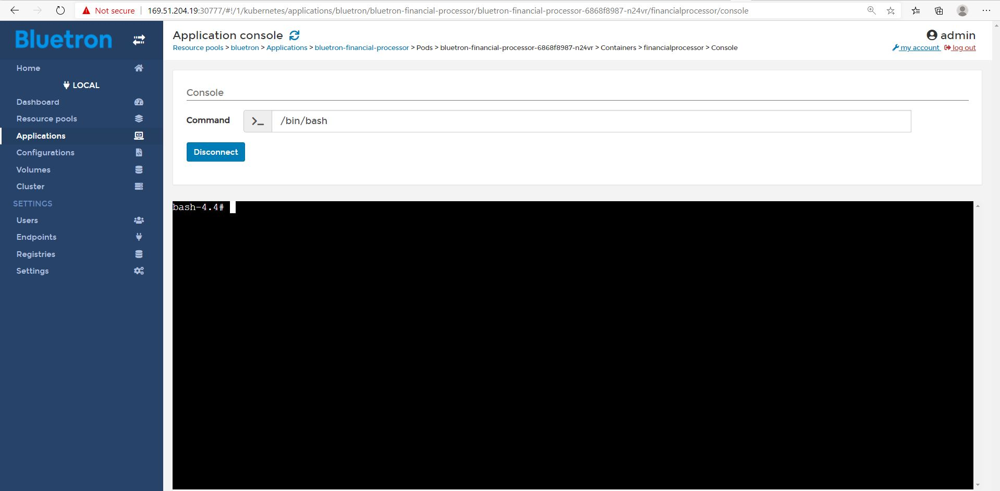 Not secure 169.51.204.19:30777/#!/1/kubernetes/applications/bluetron/bluetron-financial-processor/bluetron-financial-processor-6868f8987-n24vr/financialprocessor/console
Bluetron
Home
LOCAL
Dashboard
Resource pools
Applications
Configurations
Volumes
Cluster
SETTINGS
Users
Endpoints
Registries
Settings
Application console
admin
Resource pools > bluetron > Applications > bluetron-financial-processor > Pods > bluetron-financial-processor-6868f8987-n24vr > Containers > financialprocessor > Console
my account log out
Console
Command >_ /bin/bash
Disconnect
bash-4.4#